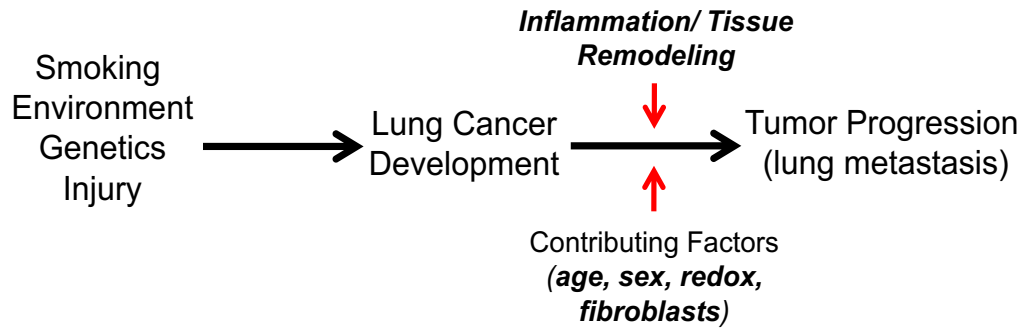 Smoking
Environment
Genetics
Injury
Lung Cancer
Development
Inflammation/ Tissue
Remodeling
Contributing Factors
(age, sex, redox,
fibroblasts)
Tumor Progression
(lung metastasis)